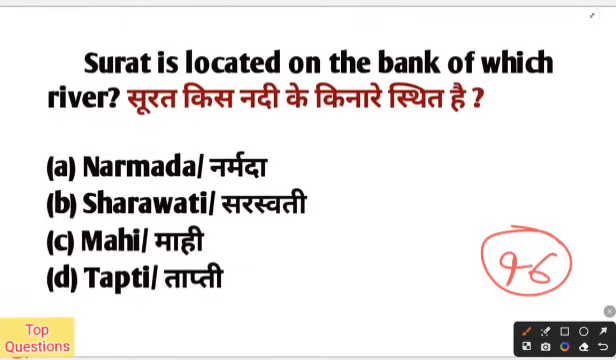 Surat is located on the bank of which
river? सूरत किस नदी के किनारे स्थित है ?
(a) Narmada/ नर्मदा
(b) Sharawati/ सरस्वती
(c) Mahi/ माही
(d) Tapti/ ताप्ती
96
Top
Questions